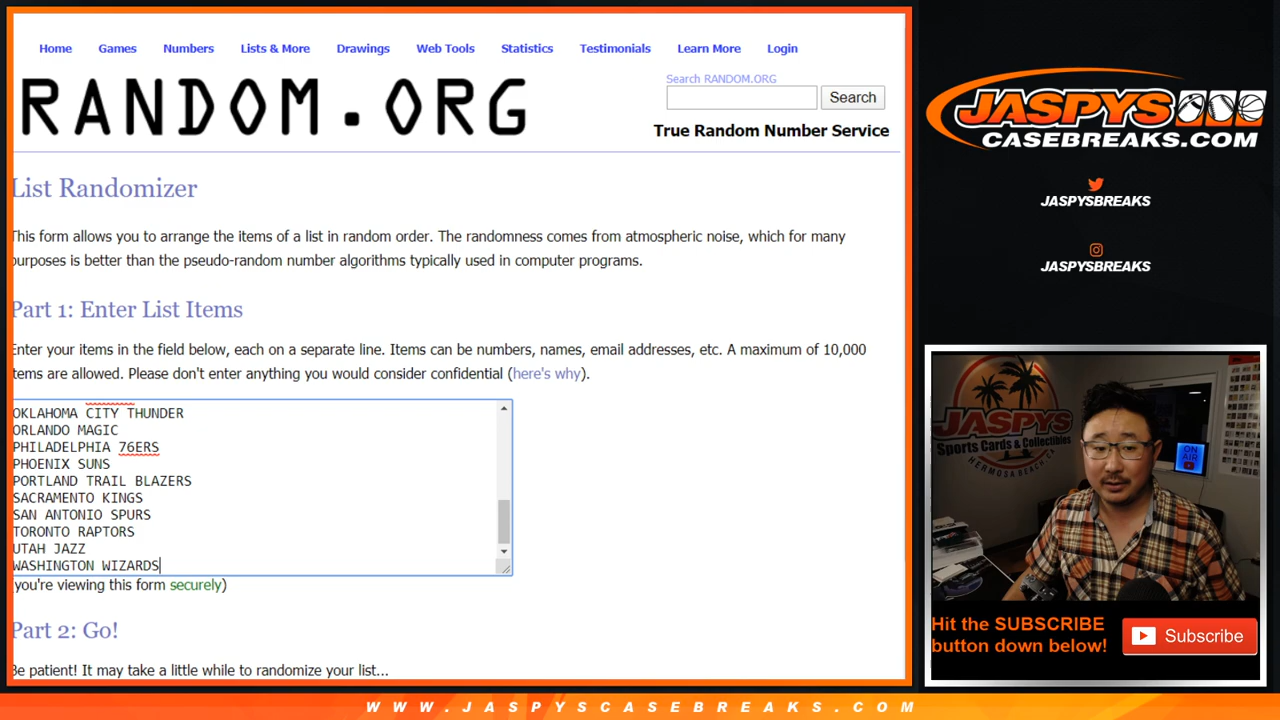 Home Games Numbers Lists & More Drawings Web Tools Statistics Testimonials Learn More Login
RANDOM.ORG
Search RANDOM.ORG
Search
True Random Number Service
List Randomizer
This form allows you to arrange the items of a list in random order. The randomness comes from atmospheric noise, which for many
purposes is better than the pseudo-random number algorithms typically used in computer programs.
Part 1: Enter List Items
Enter your items in the field below, each on a separate line. Items can be numbers, names, email addresses, etc. A maximum of 10,000
items are allowed. Please don't enter anything you would consider confidential (here's why).
OKLAHOMA CITY THUNDER
ORLANDO MAGIC
PHILADELPHIA 76ERS
PHOENIX SUNS
PORTLAND TRAIL BLAZERS
SACRAMENTO KINGS
SAN ANTONIO SPURS
TORONTO RAPTORS
UTAH JAZZ
WASHINGTON WIZARDS
(you're viewing this form securely)
Part 2: Go!
Be patient! It may take a little while to randomize your list...
JASPYS
CASEBREAKS.COM
JASPYSBREAKS
JASPYSBREAKS
JASPYS
Sports Cards & Collectibles
HERMOSA BEACH, CA
ON
AIR
Hit the SUBSCRIBE
button down below!
Subscribe
WWW.JASPYSCASEBREAKS.COM